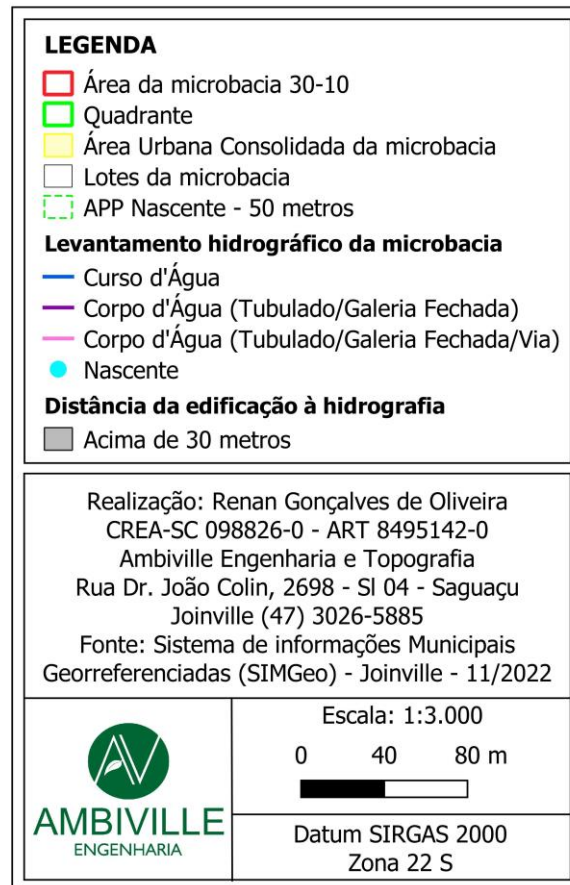 LEGENDA
Área da microbacia 30-10
Quadrante
Área Urbana Consolidada da microbacia
Lotes da microbacia
APP Nascente - 50 metros
Levantamento hidrográfico da microbacia
Curso d'Água
Corpo d'Água (Tubulado/Galeria Fechada)
Corpo d'Água (Tubulado/Galeria Fechada/Via)
Nascente
Distância da edificação à hidrografia
Acima de 30 metros
Realização: Renan Gonçalves de Oliveira
CREA-SC 098826-0 - ART 8495142-0
Ambiville Engenharia e Topografia
Rua Dr. João Colin, 2698 - Sl 04 - Saguaçu
Joinville (47) 3026-5885
Fonte: Sistema de informações Municipais
Georreferenciadas (SIMGeo) - Joinville - 11/2022
AV
AMBIVILLE
ENGENHARIA
Escala: 1:3.000
0 40 80 m
Datum SIRGAS 2000
Zona 22 S